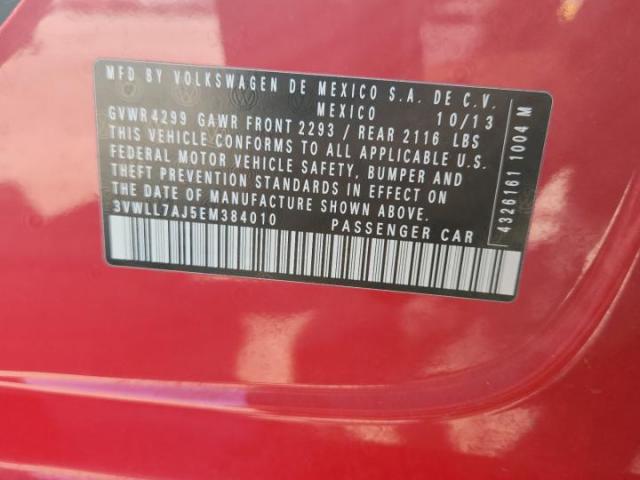 MFD BY VOLKSWAGEN DE MEXICO S.A. DE C.V.
MEXICO 10/13
GVWR4299 GAWR FRONT 2293 / REAR 2116 LBS
THIS VEHICLE CONFORMS TO ALL APPLICABLE U.S.
FEDERAL MOTOR VEHICLE SAFETY, BUMPER AND
THEFT PREVENTION STANDARDS IN EFFECT ON
THE DATE OF MANUFACTURE SHOWN ABOVE.
3VWLL7AJ5EM384010 PASSENGER CAR
4326161 1004 M